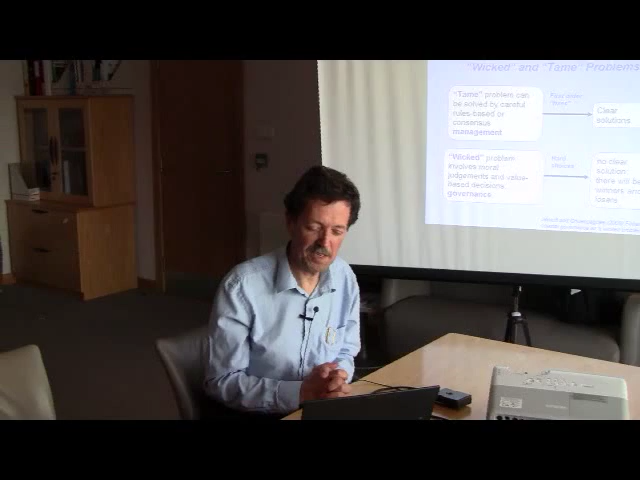 "Wicked" and "Tame" Problems
"Tame" problem can
be solved by careful
rules-based or
consensus
management
Clear
solutions
"Wicked" problem
involves moral
judgements and value-
based decisions,
governance
Hard
choices
no clear
solution:
there will be
winners and
losers